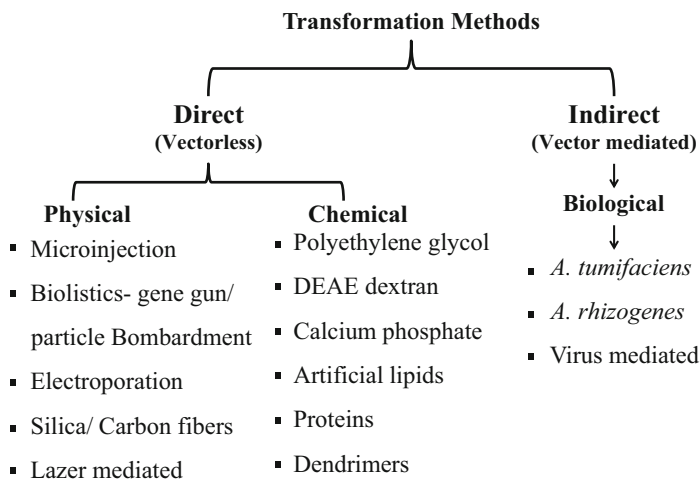 Transformation Methods
Direct
(Vectorless)
Indirect
(Vector mediated)
Physical
▪ Microinjection
▪ Biolistics- gene gun/
particle Bombardment
▪ Electroporation
▪ Silica/ Carbon fibers
▪ Lazer mediated
Chemical
▪ Polyethylene glycol
▪ DEAE dextran
▪ Calcium phosphate
▪ Artificial lipids
▪ Proteins
▪ Dendrimers
Biological
▪ A. tumifaciens
▪ A. rhizogenes
▪ Virus mediated